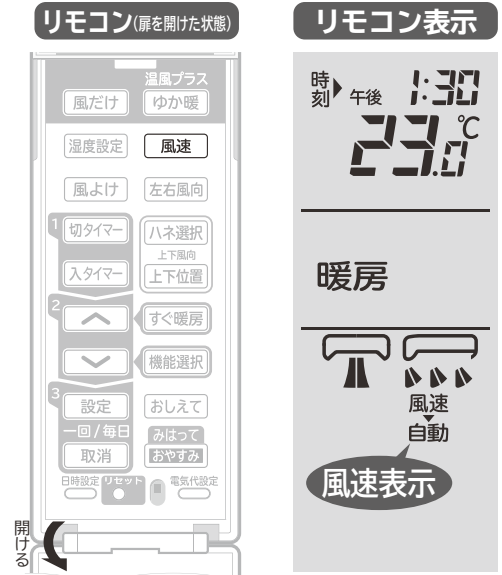 リモコン(扉を開けた状態)
温風プラス
風だけ ゆか暖
湿度設定 風速
風よけ 左右風向
1 切タイマー ハネ選択
上下風向
入タイマー 上下位置
2 すぐ暖房
機能選択
3 設定 おしえて
一回/毎日 みはって
取消 おやすみ
日時設定 リセット 電気代設定
開ける
リモコン表示
時刻 午後 1:30
23.0℃
暖房
風速
自動
風速表示